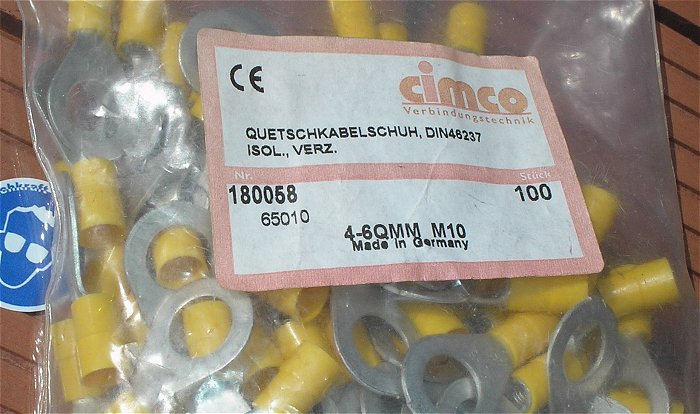 CE
cimco
Verbindungstechnik
QUETSCHKABELSCHUH, DIN46237
ISOL., VERZ.
Nr. Stück
180058 100
65010
4-6QMM M10
Made in Germany